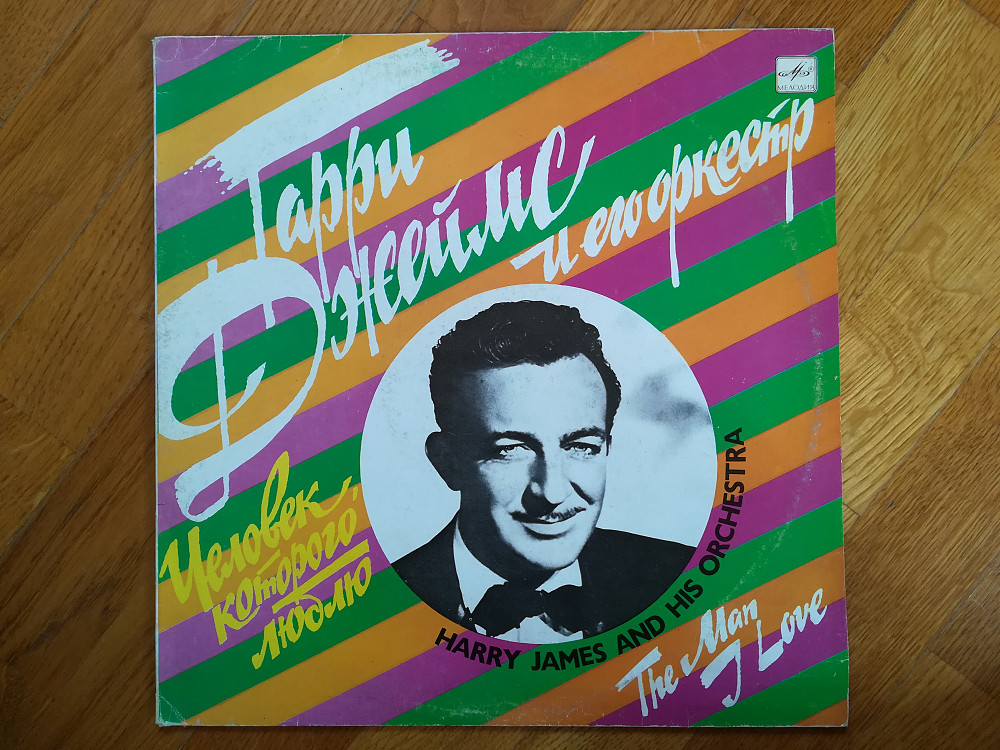 МЕЛОДИЯ
Гарри
Джеймс
и его оркестр
Человек,
которого
люблю
HARRY JAMES AND HIS ORCHESTRA
The Man
I Love